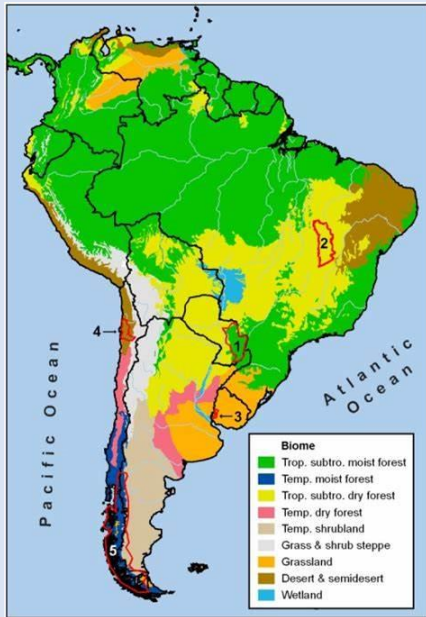 2
1
4
3
5
Pacific Ocean
Atlantic
Ocean
Biome
Trop. subtro. moist forest
Temp. moist forest
Trop. subtro. dry forest
Temp. dry forest
Temp. shrubland
Grass & shrub steppe
Grassland
Desert & semidesert
Wetland